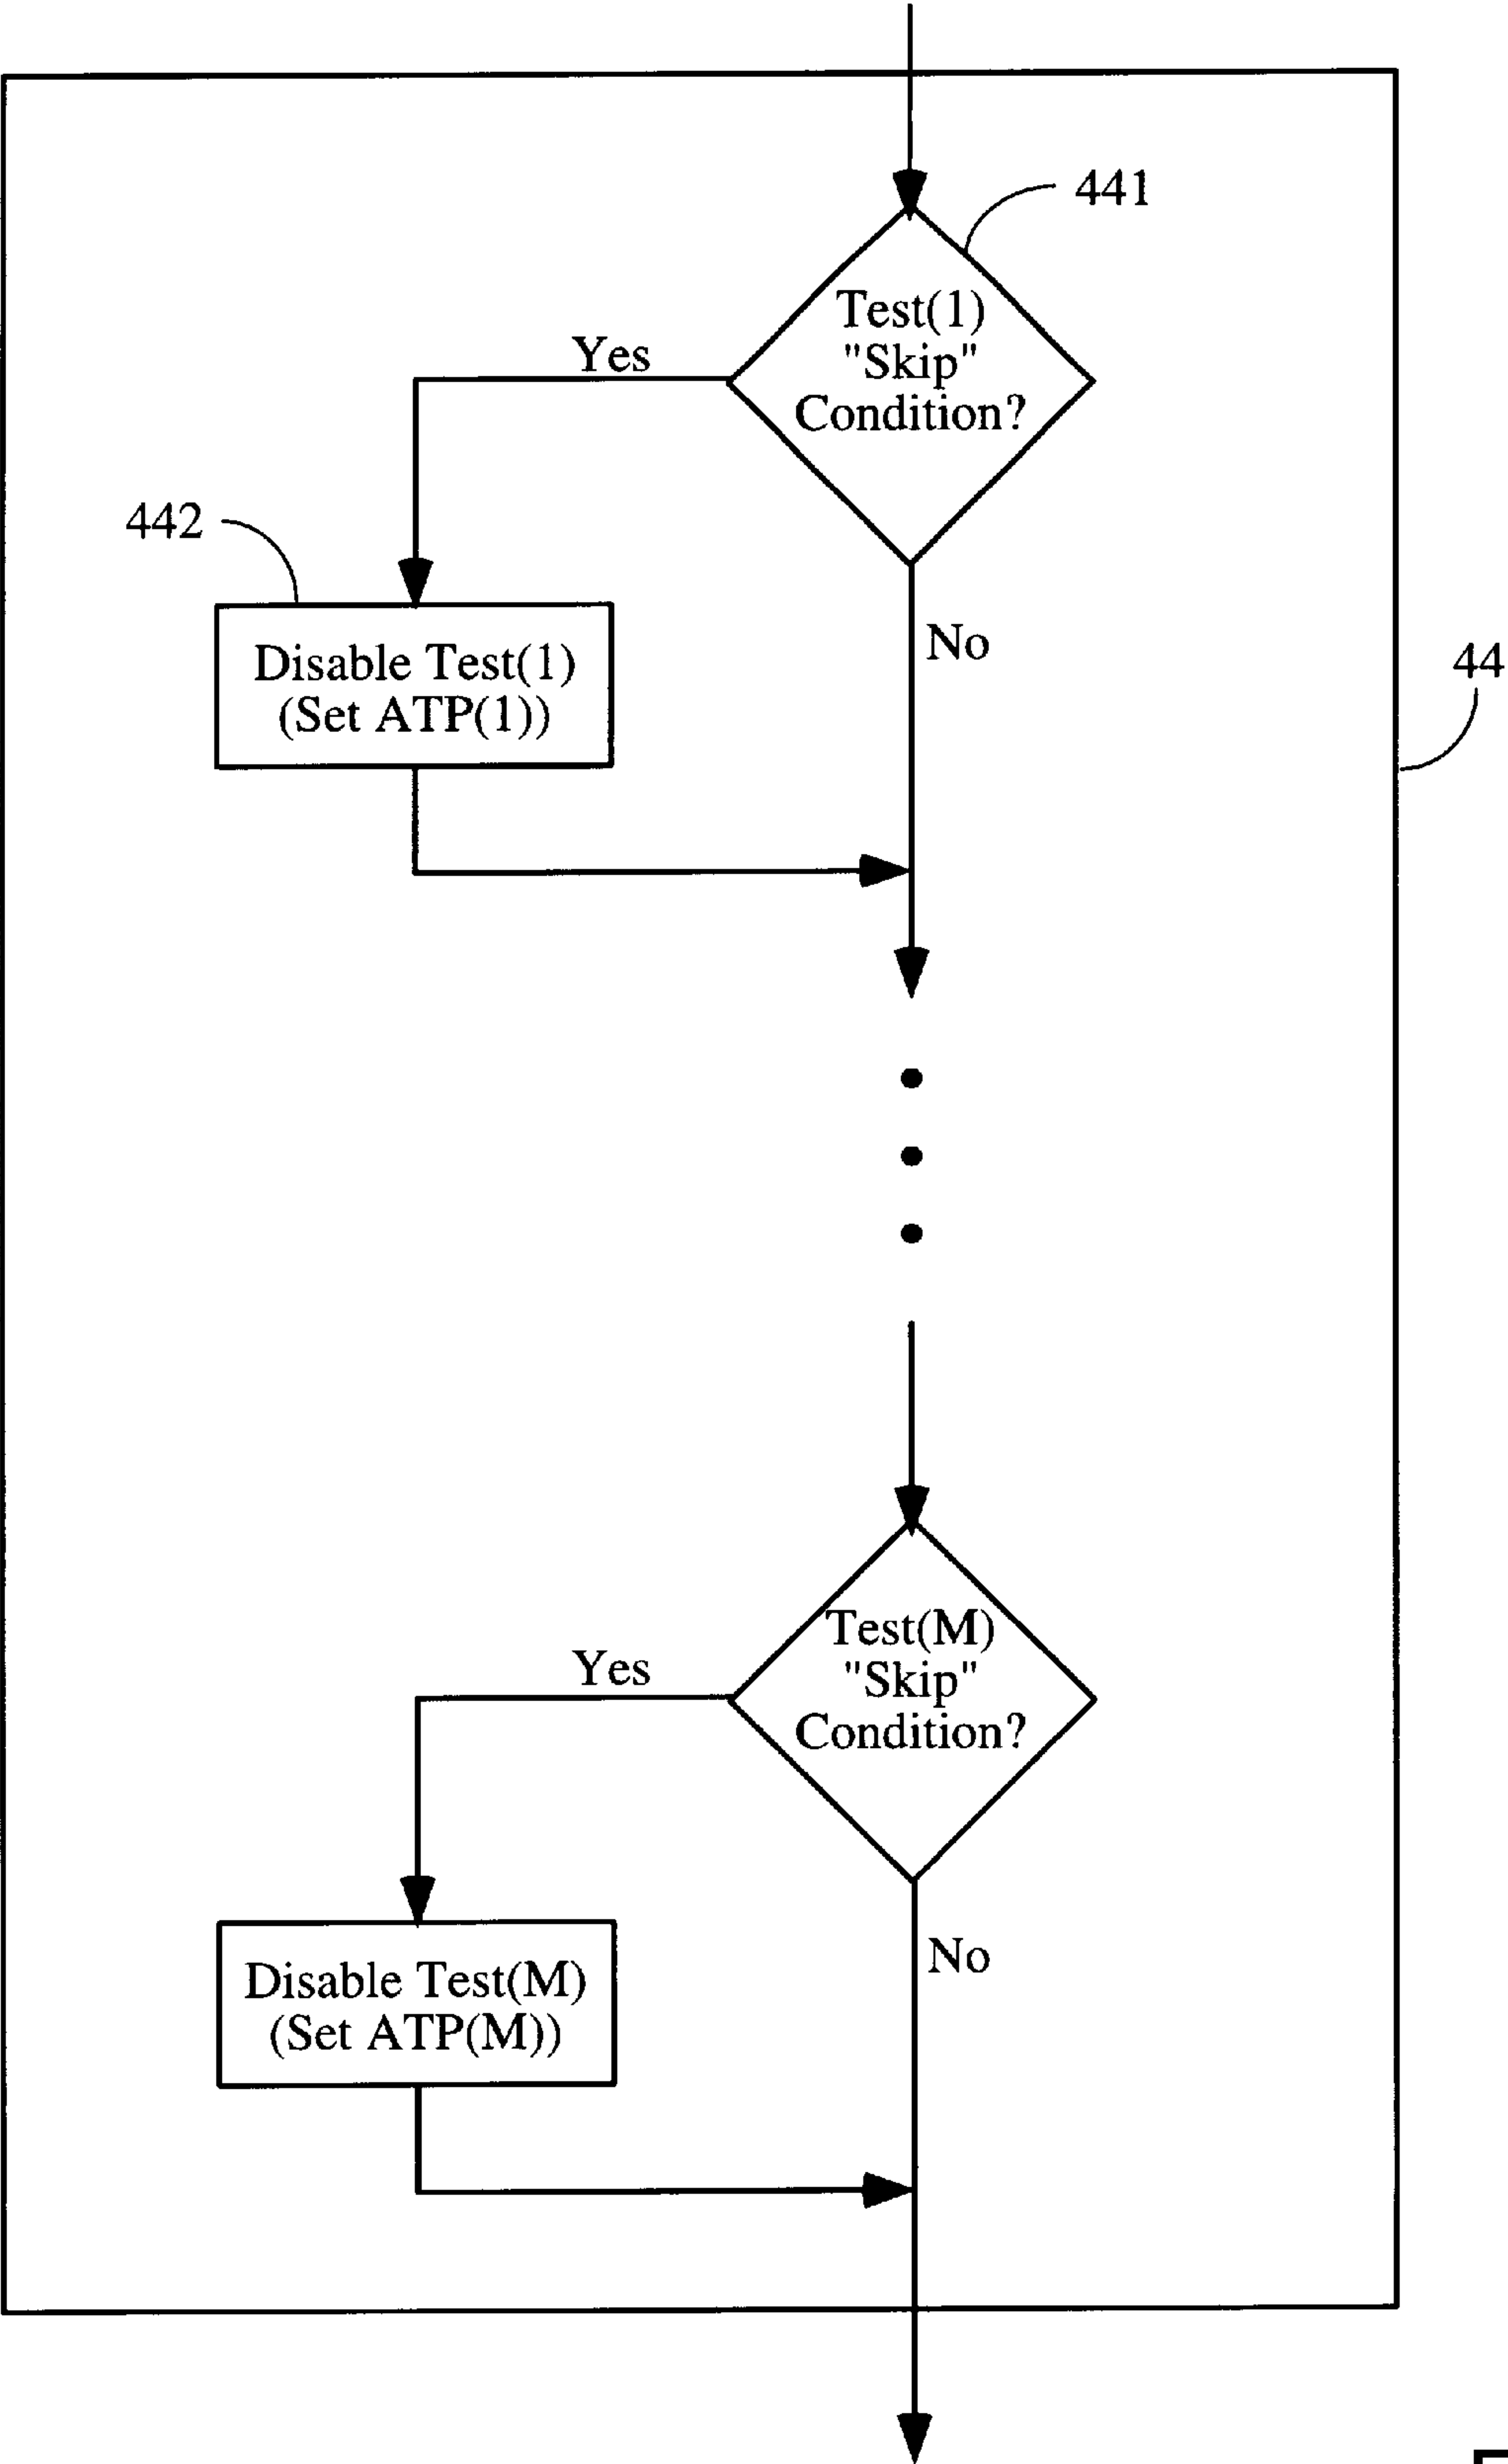 441
Test(1)
"Skip"
Condition?
Yes
442
Disable Test(1)
(Set ATP(1))
No
44
Test(M)
"Skip"
Condition?
Yes
Disable Test(M)
(Set ATP(M))
No